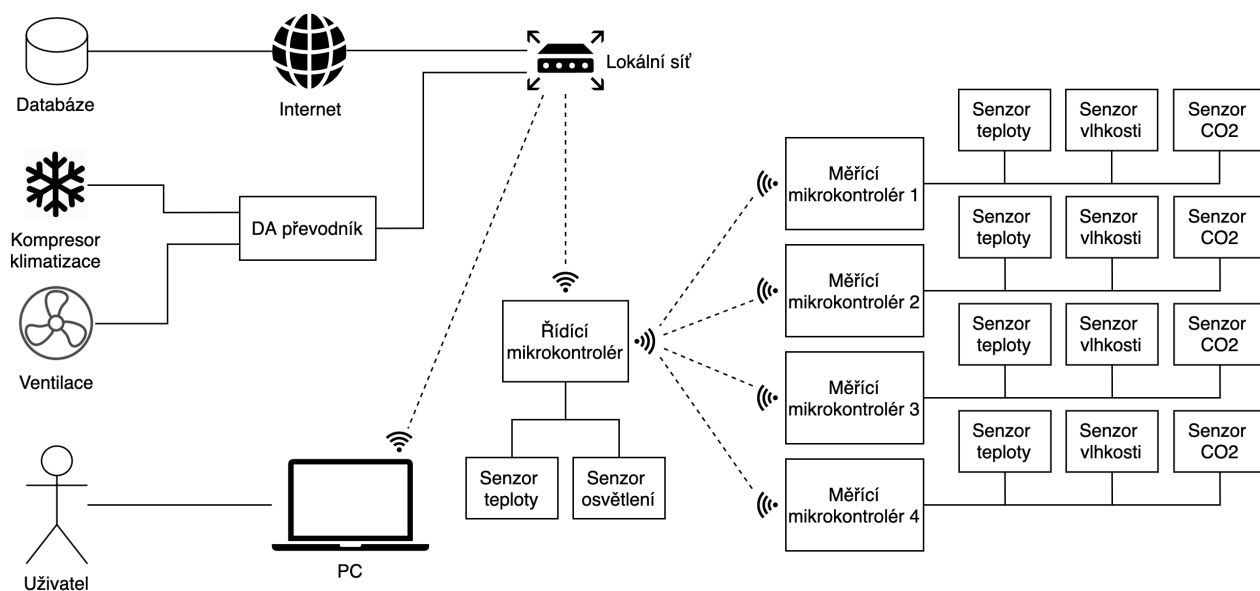 Databáze
Internet
Lokální síť
Kompresor
klimatizace
DA převodník
Ventilace
Uživatel
PC
Řídící
mikrokontrolér
Senzor
teploty
Senzor
osvětlení
Měřící
mikrokontrolér 1
Senzor
teploty
Senzor
vlhkosti
Senzor
CO2
Měřící
mikrokontrolér 2
Senzor
teploty
Senzor
vlhkosti
Senzor
CO2
Měřící
mikrokontrolér 3
Senzor
teploty
Senzor
vlhkosti
Senzor
CO2
Měřící
mikrokontrolér 4
Senzor
teploty
Senzor
vlhkosti
Senzor
CO2